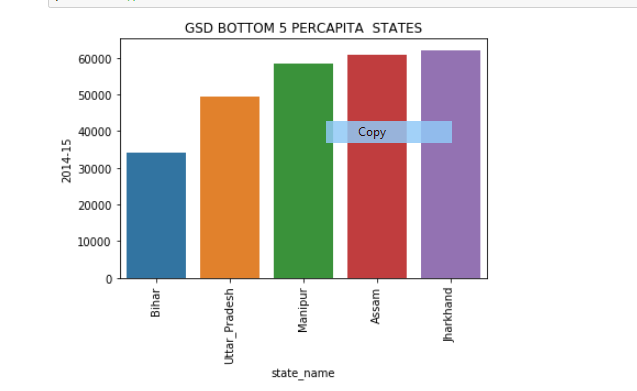 GSD BOTTOM 5 PERCAPITA  STATES
60000
50000
40000
30000
20000
10000
0
2014-15
Copy
Bihar
Uttar_Pradesh
Manipur
Assam
Jharkhand
state_name